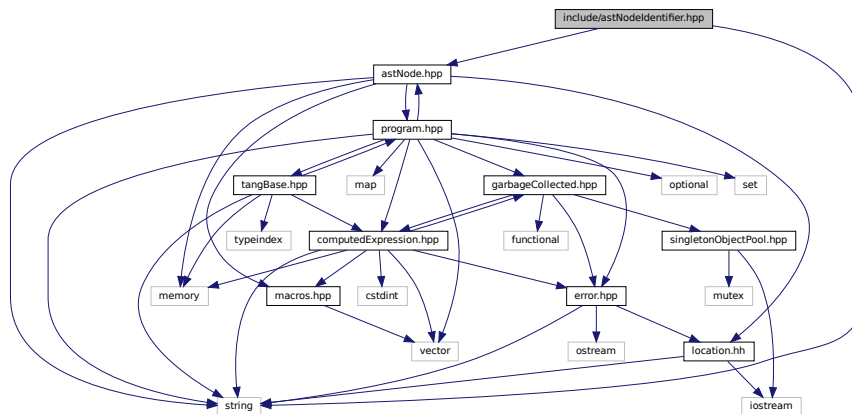 include/astNodeIdentifier.hpp
astNode.hpp
program.hpp
tangBase.hpp
map
garbageCollected.hpp
optional
set
typeindex
computedExpression.hpp
functional
singletonObjectPool.hpp
memory
macros.hpp
cstdint
error.hpp
mutex
vector
ostream
location.hh
string
iostream